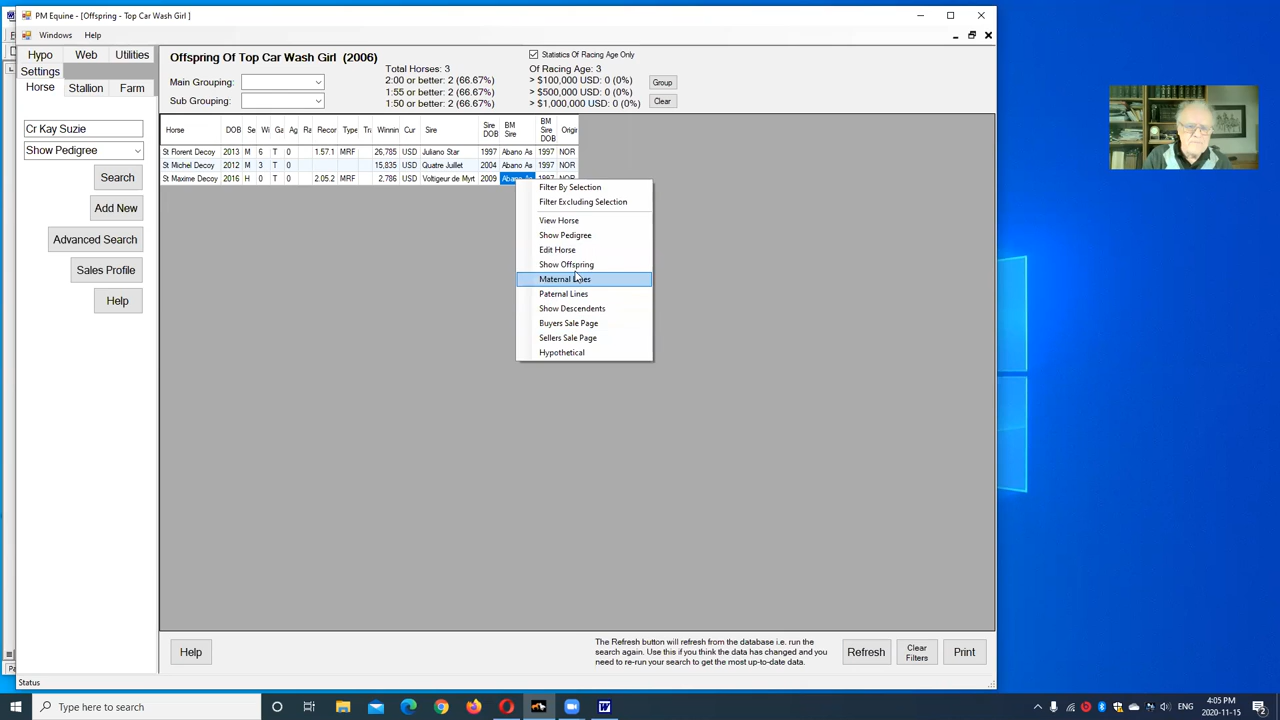 PM Equine - [Offspring - Top Car Wash Girl ]
Windows Help
Hypo Web Utilities
Settings
Horse Stallion Farm
Cr Kay Suzie
Show Pedigree
Search
Add New
Advanced Search
Sales Profile
Help
Offspring Of Top Car Wash Girl (2006)
Main Grouping:
Sub Grouping:
Total Horses: 3
2:00 or better: 2 (66.67%)
1:55 or better: 2 (66.67%)
1:50 or better: 2 (66.67%)
Statistics Of Racing Age Only
Of Racing Age: 3
> $100,000 USD: 0 (0%)
> $500,000 USD: 0 (0%)
> $1,000,000 USD: 0 (0%)
Group
Clear
Horse DOB Se Wi Ga Ag Ra Recor Type Tra Winnin Cur Sire Sire DOB BM Sire BM Sire DOB Origi
St Florent Decoy 2013 M 6 T 0 1.57.1 MRF 26,785 USD Juliano Star 1997 Abano As 1997 NOR
St Michel Decoy 2012 M 3 T 0 15,835 USD Quatre Juillet 2004 Abano As 1997 NOR
St Maxime Decoy 2016 H 0 T 0 2.05.2 MRF 2,786 USD Voltigeur de Myrt 2009 Abano As 1997 NOR
Filter By Selection
Filter Excluding Selection
View Horse
Show Pedigree
Edit Horse
Show Offspring
Maternal Lines
Paternal Lines
Show Descendents
Buyers Sale Page
Sellers Sale Page
Hypothetical
Help
The Refresh button will refresh from the database i.e. run the
search again. Use this if you think the data has changed and you
need to re-run your search to get the most up-to-date data.
Refresh
Clear
Filters
Print
Status
Type here to search
4:05 PM
2020-11-15